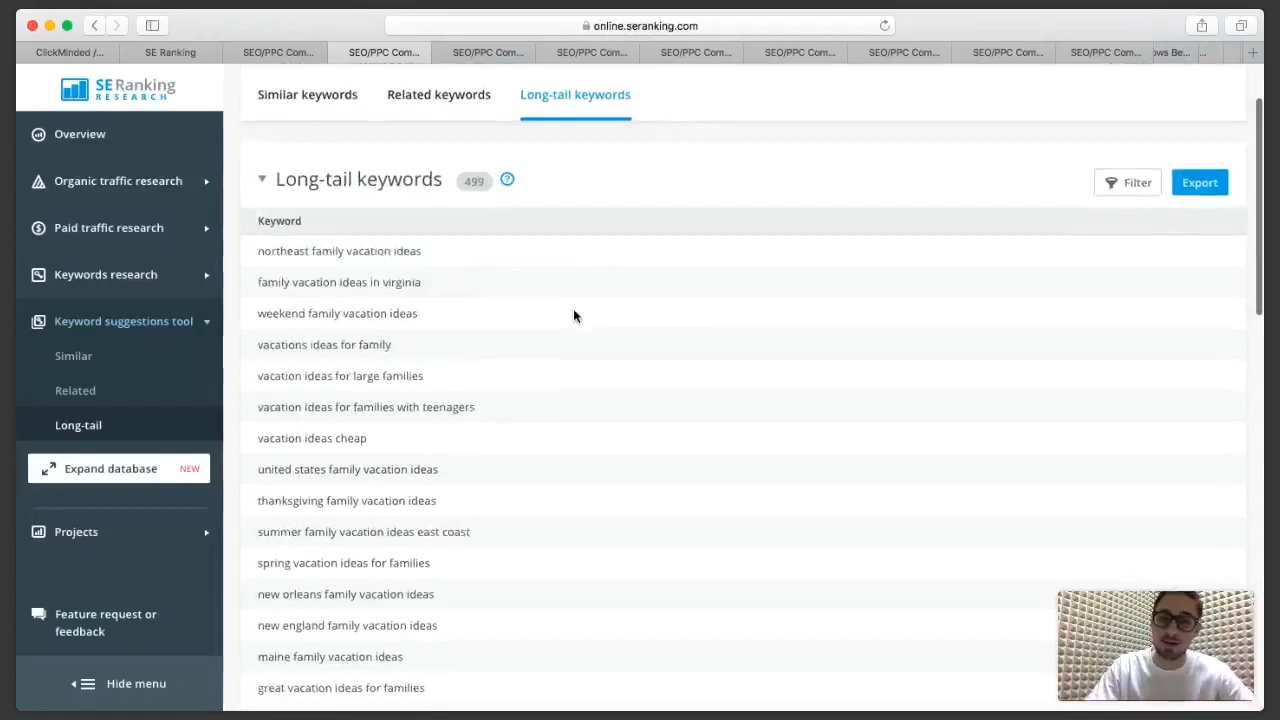 online.seranking.com
ClickMinded /...
SE Ranking
SEO/PPC Com...
SEO/PPC Com...
SEO/PPC Com...
SEO/PPC Com...
SEO/PPC Com...
SEO/PPC Com...
SEO/PPC Com...
SEO/PPC Com...
SEO/PPC Com...
ows Be...
...
SE Ranking
RESEARCH
Overview
Organic traffic research
Paid traffic research
Keywords research
Keyword suggestions tool
Similar
Related
Long-tail
Expand database NEW
Projects
Feature request or
feedback
Hide menu
Similar keywords
Related keywords
Long-tail keywords
Long-tail keywords 499 ?
Filter
Export
Keyword
northeast family vacation ideas
family vacation ideas in virginia
weekend family vacation ideas
vacations ideas for family
vacation ideas for large families
vacation ideas for families with teenagers
vacation ideas cheap
united states family vacation ideas
thanksgiving family vacation ideas
summer family vacation ideas east coast
spring vacation ideas for families
new orleans family vacation ideas
new england family vacation ideas
maine family vacation ideas
great vacation ideas for families